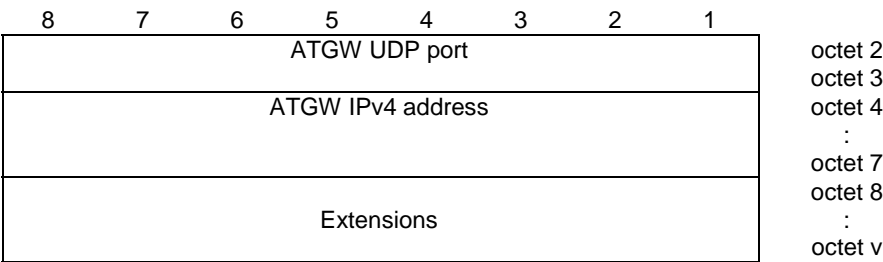 8 7 6 5 4 3 2 1
ATGW UDP port octet 2
octet 3
ATGW IPv4 address octet 4
:
octet 7
octet 8
Extensions :
octet v